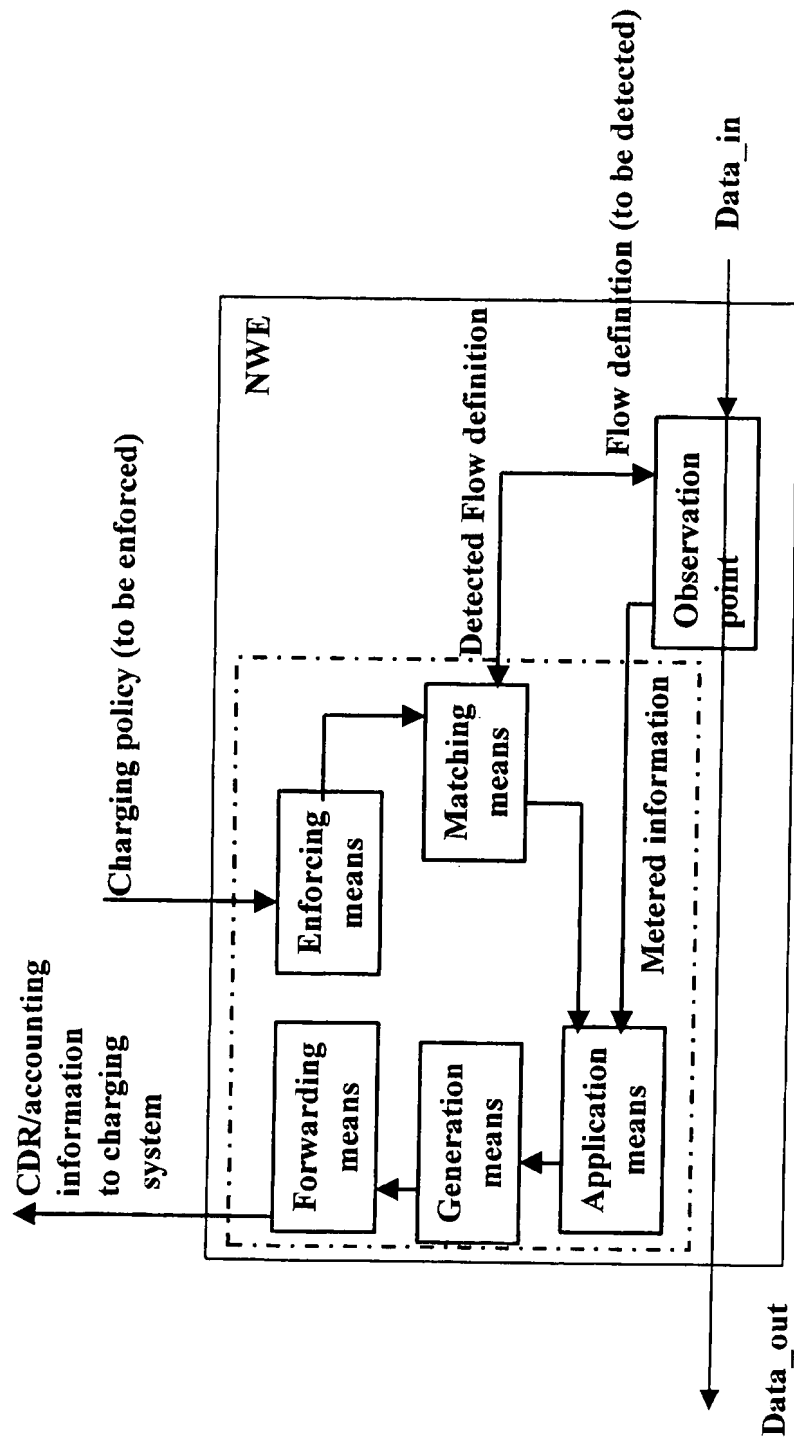 CDR/accounting
information
to charging
system
Charging policy (to be enforced)
NWE
Forwarding
means
Enforcing
means
Generation
means
Matching
means
Detected Flow definition
Application
means
Metered information
Flow definition (to be detected)
Observation
point
Data_in
Data_out